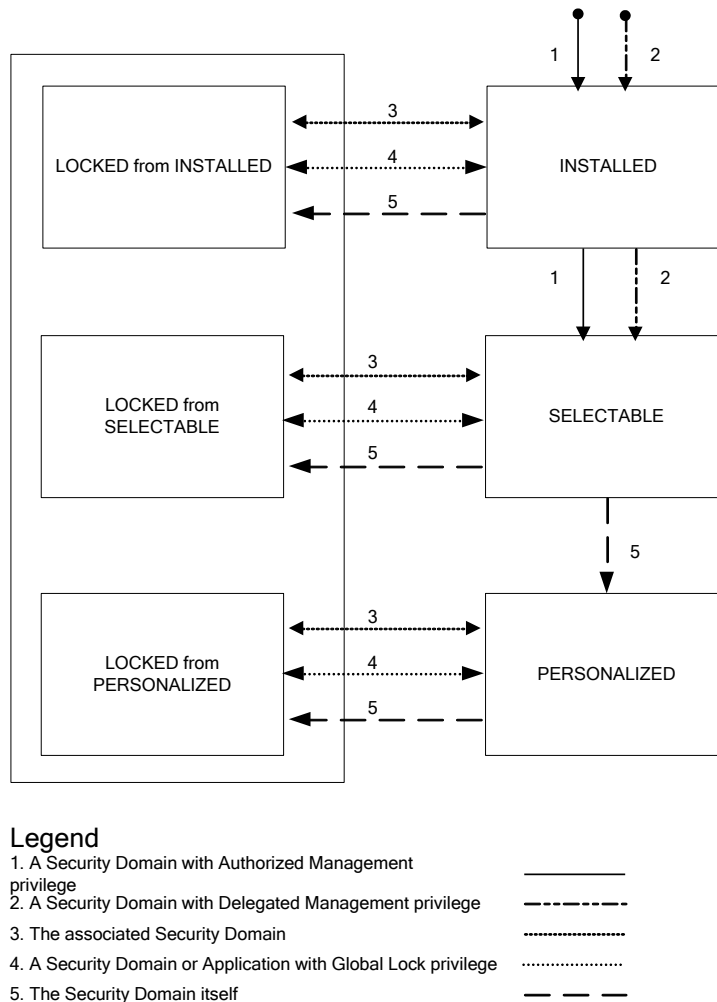 1
2
LOCKED from INSTALLED
3
4
5
INSTALLED
1
2
LOCKED from
SELECTABLE
3
4
5
SELECTABLE
5
LOCKED from
PERSONALIZED
3
4
5
PERSONALIZED
Legend
1. A Security Domain with Authorized Management
privilege
2. A Security Domain with Delegated Management privilege
3. The associated Security Domain
4. A Security Domain or Application with Global Lock privilege
5. The Security Domain itself